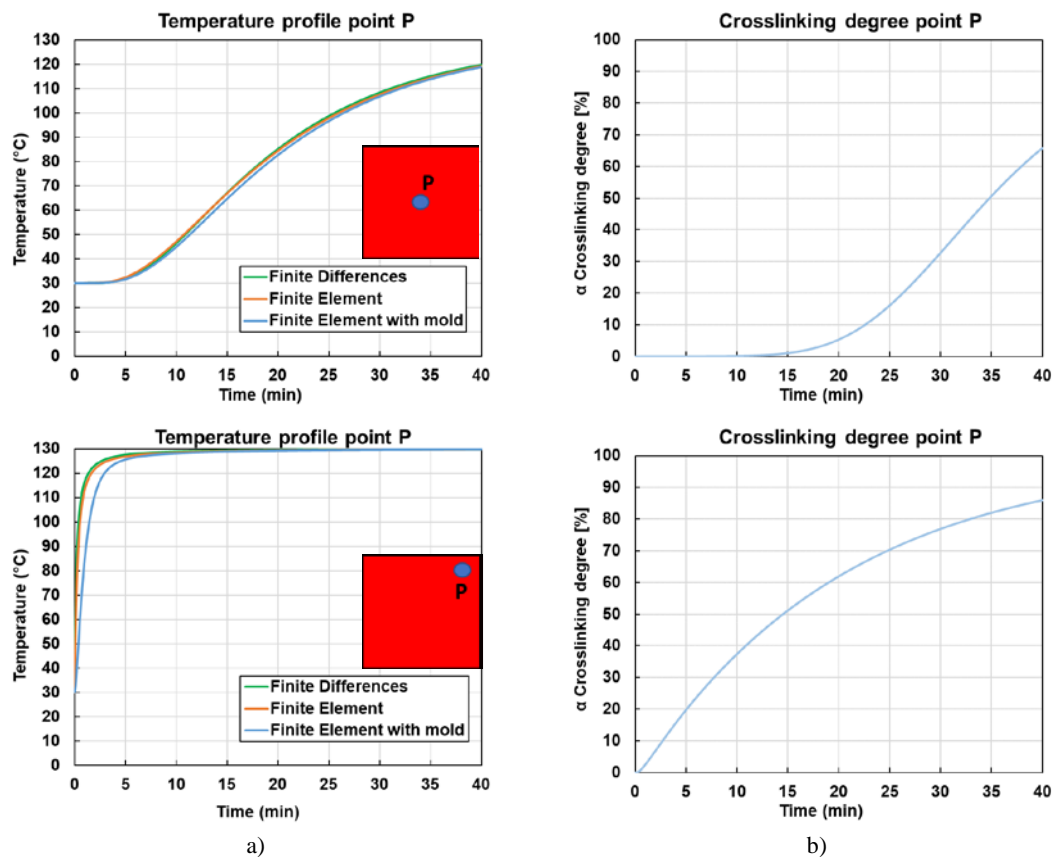 Temperature profile point P
130
120
110
100
90
80
70
60
50
40
30
20
10
0
Temperature (°C)
P
Finite Differences
Finite Element
Finite Element with mold
0 5 10 15 20 25 30 35 40
Time (min)
Crosslinking degree point P
100
90
80
70
60
50
40
30
20
10
0
α Crosslinking degree [%]
0 5 10 15 20 25 30 35 40
Time (min)
Temperature profile point P
130
120
110
100
90
80
70
60
50
40
30
20
10
0
Temperature (°C)
P
Finite Differences
Finite Element
Finite Element with mold
0 5 10 15 20 25 30 35 40
Time (min)
Crosslinking degree point P
100
90
80
70
60
50
40
30
20
10
0
α Crosslinking degree [%]
0 5 10 15 20 25 30 35 40
Time (min)
a)
b)